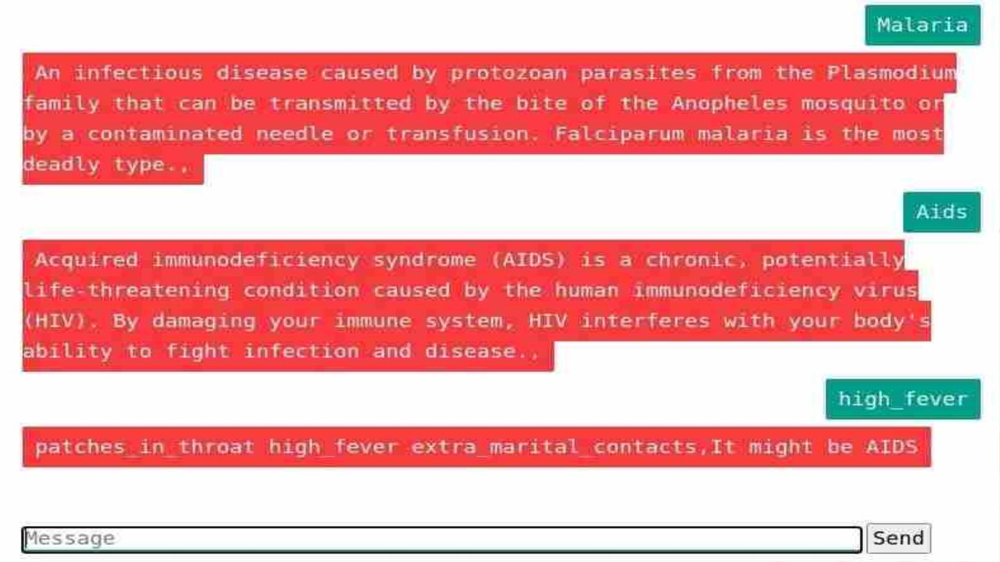 Malaria
An infectious disease caused by protozoan parasites from the Plasmodium
family that can be transmitted by the bite of the Anopheles mosquito or
by a contaminated needle or transfusion. Falciparum malaria is the most
deadly type.,
Aids
Acquired immunodeficiency syndrome (AIDS) is a chronic, potentially
life-threatening condition caused by the human immunodeficiency virus
(HIV). By damaging your immune system, HIV interferes with your body's
ability to fight infection and disease.,
high_fever
patches_in_throat high_fever extra_marital_contacts,It might be AIDS
Message
Send